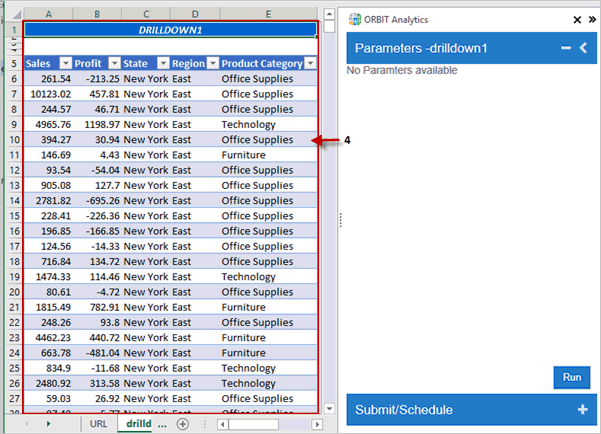 ORBIT Analytics
A B C D E
1 DRILLDOWN1
Parameters -drilldown1
No Paramters available
5 Sales Profit State Region Product Category
6 261.54 -213.25 New York East Office Supplies
7 10123.02 457.81 New York East Office Supplies
8 244.57 46.71 New York East Office Supplies
9 4965.76 1198.97 New York East Technology
10 394.27 30.94 New York East Office Supplies
4
11 146.69 4.43 New York East Furniture
12 93.54 -54.04 New York East Office Supplies
13 905.08 127.7 New York East Office Supplies
14 2781.82 -695.26 New York East Office Supplies
15 228.41 -226.36 New York East Office Supplies
16 196.85 -166.85 New York East Office Supplies
17 124.56 -14.33 New York East Office Supplies
18 716.84 134.72 New York East Office Supplies
19 1474.33 114.46 New York East Technology
20 80.61 -4.72 New York East Office Supplies
21 1815.49 782.91 New York East Furniture
22 248.26 93.8 New York East Office Supplies
23 4462.23 440.72 New York East Furniture
24 663.78 -481.04 New York East Furniture
25 834.9 -11.68 New York East Technology
26 2480.92 313.58 New York East Technology
27 59.03 26.92 New York East Office Supplies
Run
Submit/Schedule
URL drilld ...